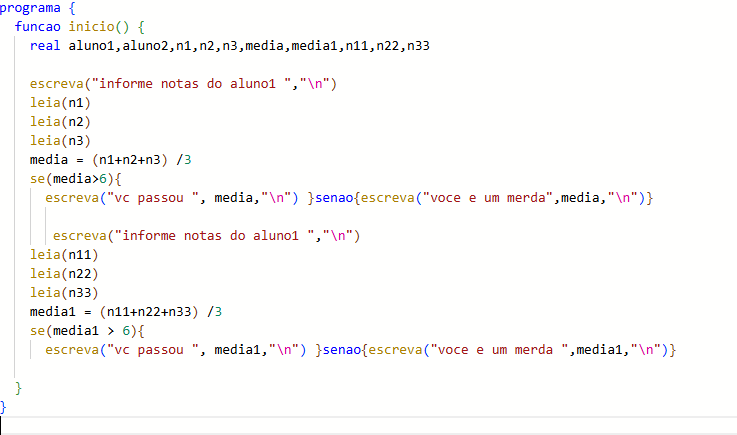 programa {
funcao inicio() {
real aluno1,aluno2,n1,n2,n3,media,media1,n11,n22,n33
escreva("informe notas do aluno1 ","\n")
leia(n1)
leia(n2)
leia(n3)
media = (n1+n2+n3) /3
se(media>6){
escreva("vc passou ", media,"\n") }senao{escreva("voce e um merda",media,"\n")}
escreva("informe notas do aluno1 ","\n")
leia(n11)
leia(n22)
leia(n33)
media1 = (n11+n22+n33) /3
se(media1 > 6){
escreva("vc passou ", media1,"\n") }senao{escreva("voce e um merda ",media1,"\n")}
}
}